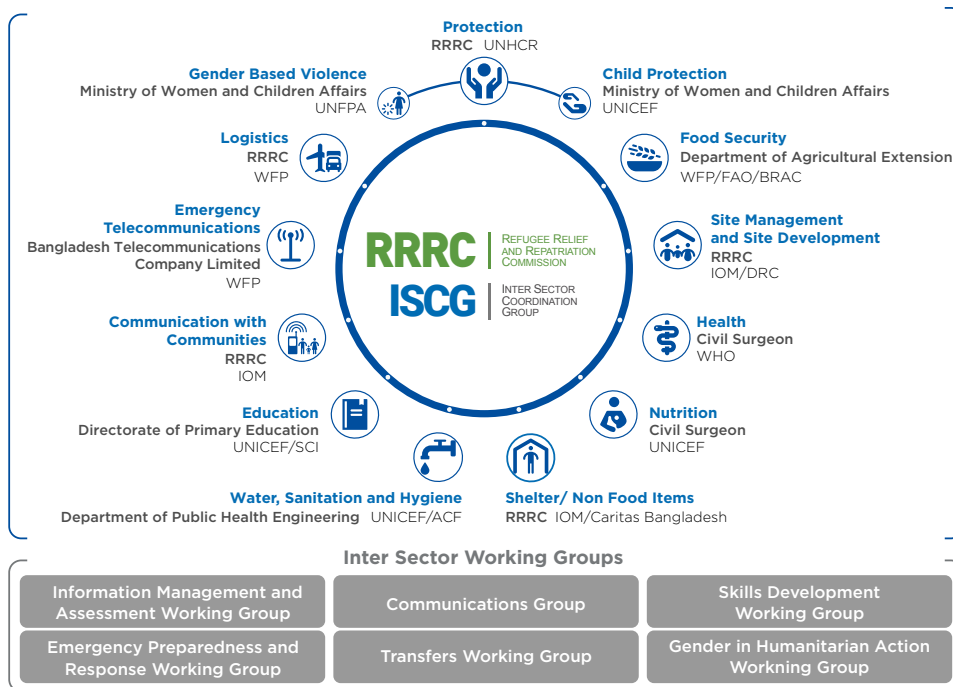 Protection
RRRC UNHCR
Gender Based Violence
Ministry of Women and Children Affairs
UNFPA
Child Protection
Ministry of Women and Children Affairs
UNICEF
Logistics
RRRC
WFP
Food Security
Department of Agricultural Extension
WFP/FAO/BRAC
Emergency
Telecommunications
Bangladesh Telecommunications
Company Limited
WFP
RRRC
REFUGEE RELIEF
AND REPATRIATION
COMMISSION
ISCG
INTER SECTOR
COORDINATION
GROUP
Site Management
and Site Development
RRRC
IOM/DRC
Communication with
Communities
RRRC
IOM
Health
Civil Surgeon
WHO
Education
Directorate of Primary Education
UNICEF/SCI
Nutrition
Civil Surgeon
UNICEF
Water, Sanitation and Hygiene
Department of Public Health Engineering UNICEF/ACF
Shelter/ Non Food Items
RRRC IOM/Caritas Bangladesh
Inter Sector Working Groups
Information Management and
Assessment Working Group
Communications Group
Skills Development
Working Group
Emergency Preparedness and
Response Working Group
Transfers Working Group
Gender in Humanitarian Action
Workning Group